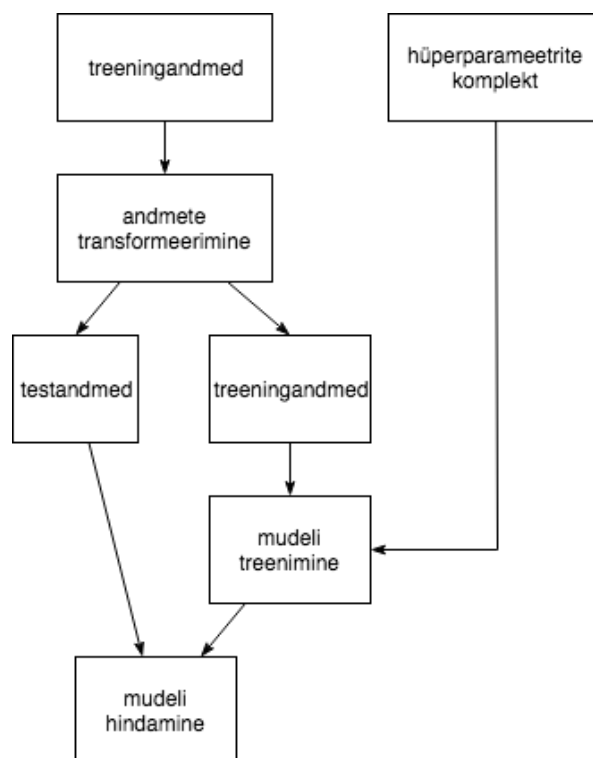 treeningandmed
hüperparameetrite
komplekt
andmete
transformeerimine
testandmed
treeningandmed
mudeli
treenimine
mudeli
hindamine